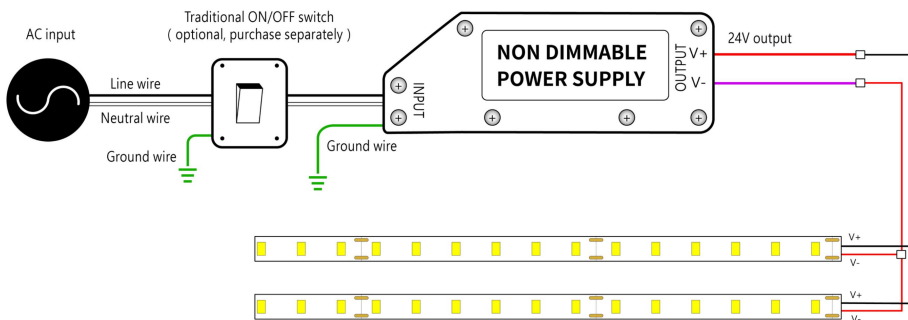 AC input
Traditional ON/OFF switch
( optional, purchase separately )
Line wire
Neutral wire
Ground wire
Ground wire
INPUT
NON DIMMABLE
POWER SUPPLY
OUTPUT
V+
V-
24V output
V+
V-
V+
V-